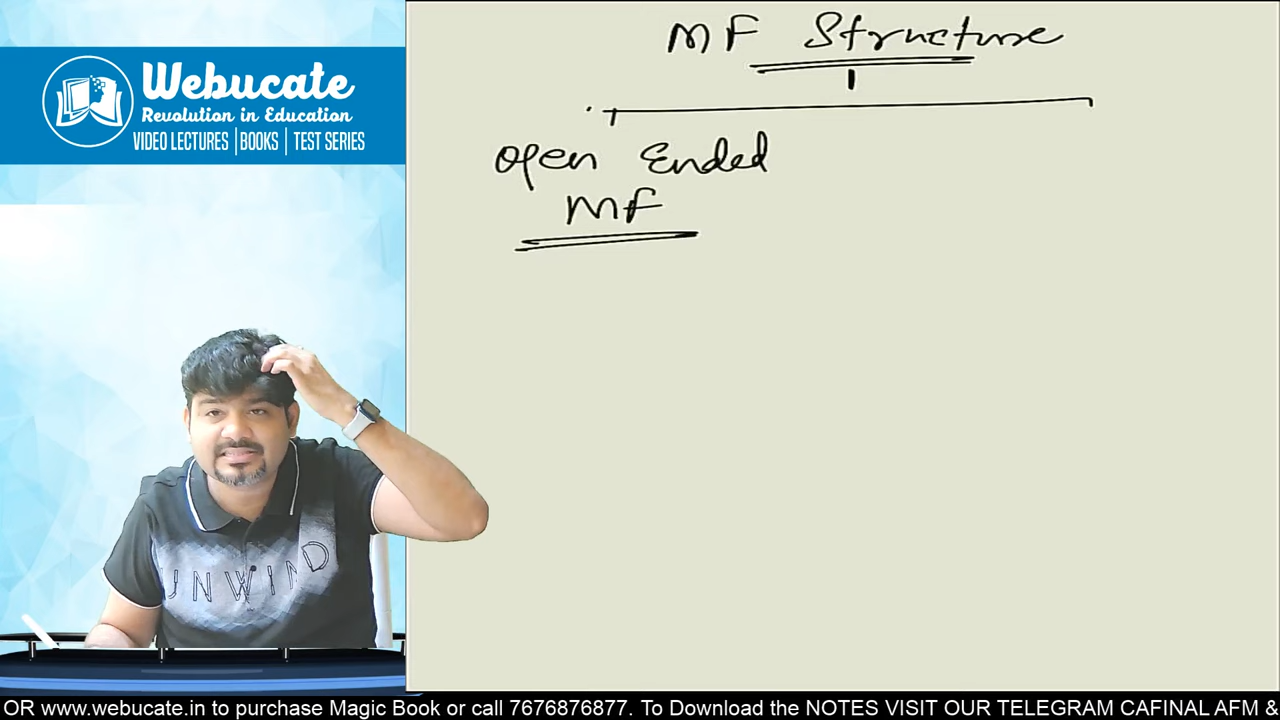 Webucate
Revolution in Education
VIDEO LECTURES | BOOKS | TEST SERIES
MF Structure
Open Ended
MF
UNWIND
OR www.webucate.in to purchase Magic Book or call 7676876877. To Download the NOTES VISIT OUR TELEGRAM CAFINAL AFM &